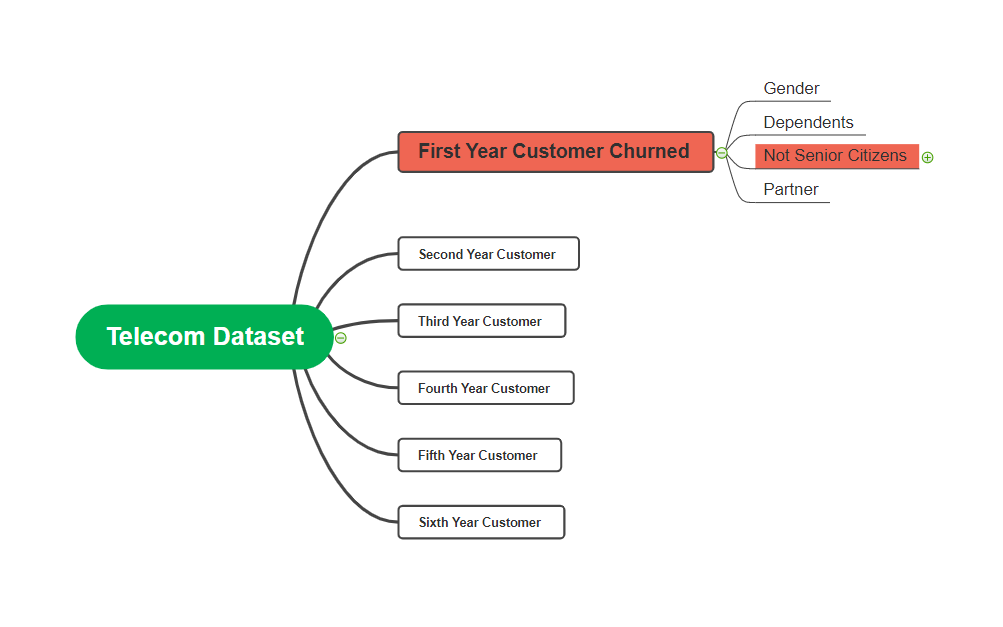 Gender
Dependents
First Year Customer Churned
Not Senior Citizens
Partner
Second Year Customer
Third Year Customer
Telecom Dataset
Fourth Year Customer
Fifth Year Customer
Sixth Year Customer